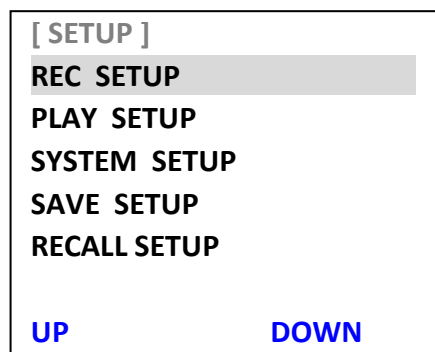 [ SETUP ]
REC SETUP
PLAY SETUP
SYSTEM SETUP
SAVE SETUP
RECALL SETUP
UP DOWN